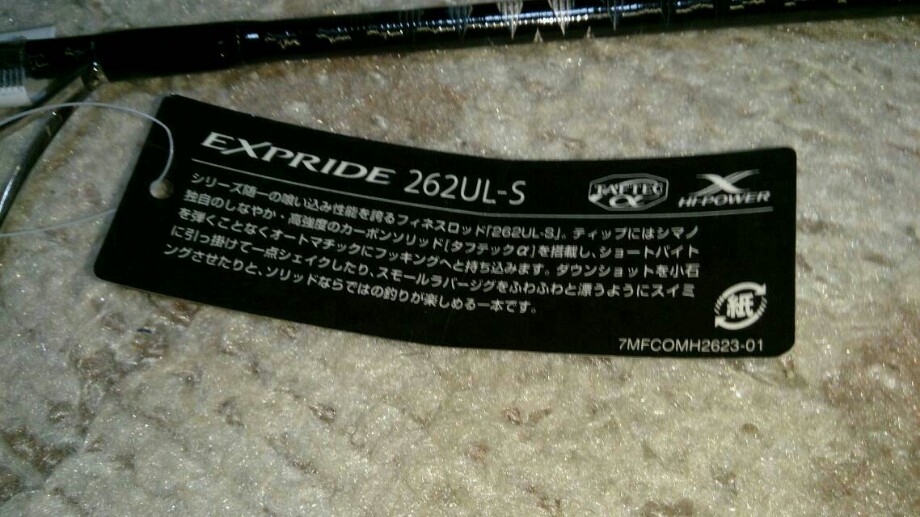 EXPRIDE 262UL-S
TAFTEC α
X
HI-POWER
シリーズ随一の喰い込み性能を誇るフィネスロッド｢262UL-S｣。ティップにはシマノ
独自のしなやか・高強度のカーボンソリッド[タフテックα]を搭載し、ショートバイト
を弾くことなくオートマチックにフッキングへと持ち込みます。ダウンショットを小石
に引っ掛けて一点シェイクしたり、スモールラバージグをふわふわと漂うようにスイミ
ングさせたりと、ソリッドならではの釣りが楽しめる一本です。
紙
7MFCOMH2623-01